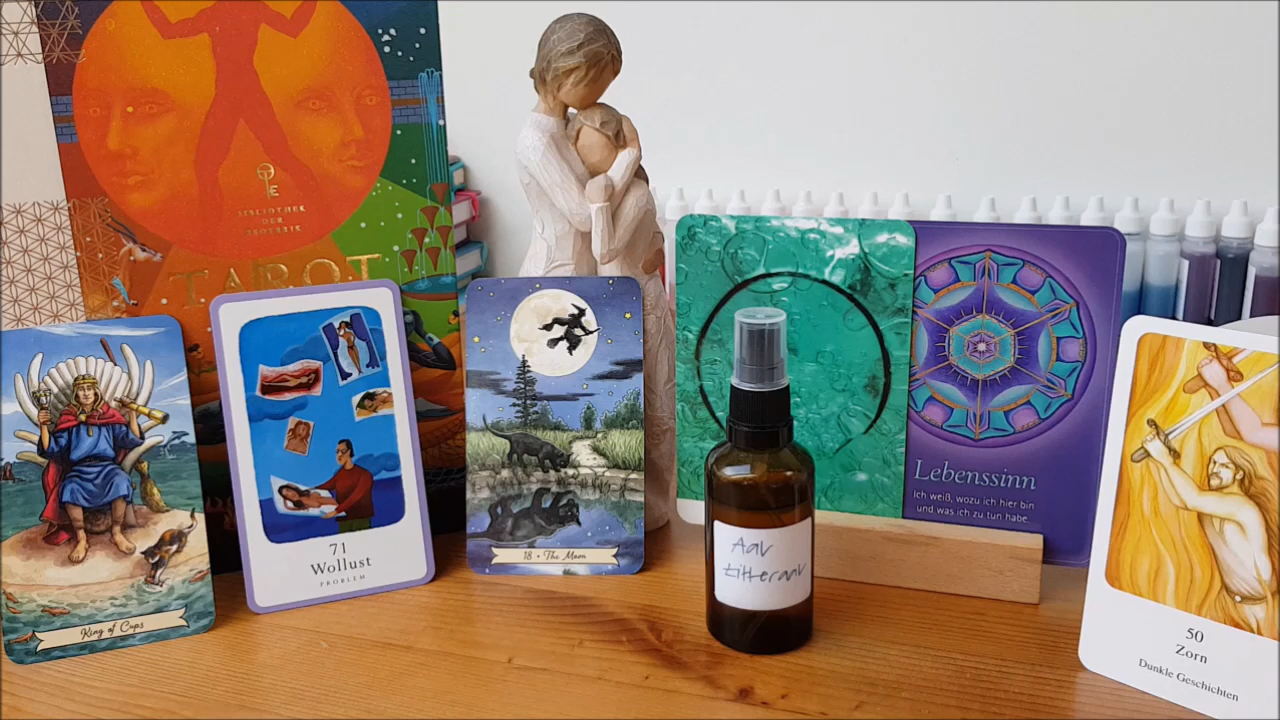 BIBLIOTHEK
DER
ESOTERIK
TAROT
King of Cups
71
Wollust
PROBLEM
18 • The Moon
Aal
Zitteraal
Lebenssinn
Ich weiß, wozu ich hier bin
und was ich zu tun habe.
50
Zorn
Dunkle Geschichten